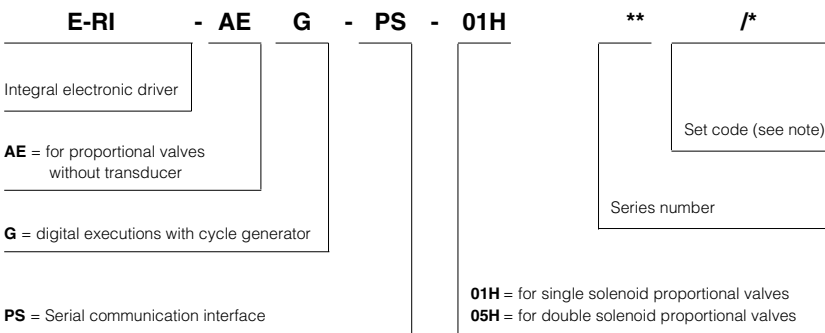 E-RI - AE G - PS - 01H ** /*
Integral electronic driver
Set code (see note)
AE = for proportional valves
without transducer
Series number
G = digital executions with cycle generator
01H = for single solenoid proportional valves
PS = Serial communication interface
05H = for double solenoid proportional valves